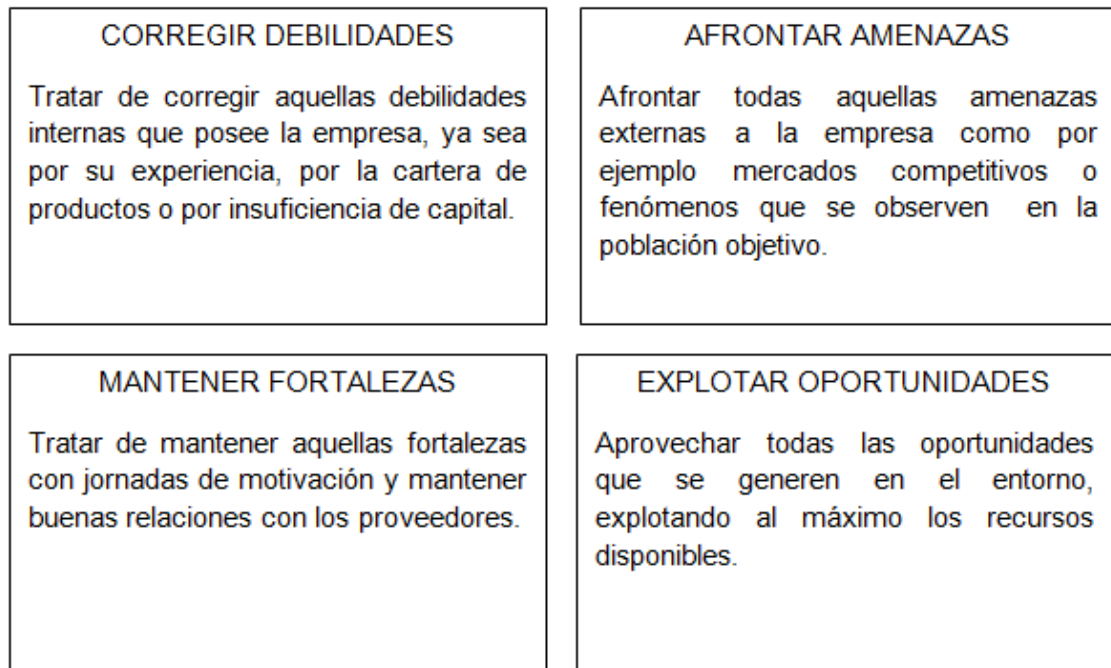 CORREGIR DEBILIDADES
Tratar de corregir aquellas debilidades
internas que posee la empresa, ya sea
por su experiencia, por la cartera de
productos o por insuficiencia de capital.
AFRONTAR AMENAZAS
Afrontar todas aquellas amenazas
externas a la empresa como por
ejemplo mercados competitivos o
fenómenos que se observen en la
población objetivo.
MANTENER FORTALEZAS
Tratar de mantener aquellas fortalezas
con jornadas de motivación y mantener
buenas relaciones con los proveedores.
EXPLOTAR OPORTUNIDADES
Aprovechar todas las oportunidades
que se generen en el entorno,
explotando al máximo los recursos
disponibles.